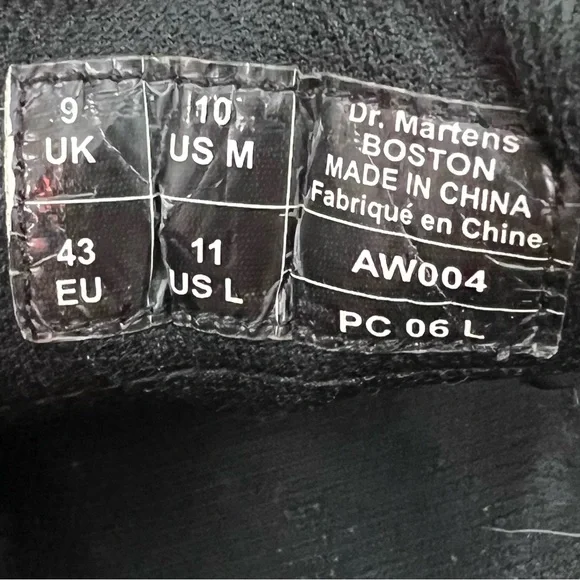 9
UK
10
US M
43
EU
11
US L
Dr. Martens
BOSTON
MADE IN CHINA
Fabriqué en Chine
AW004
PC 06 L